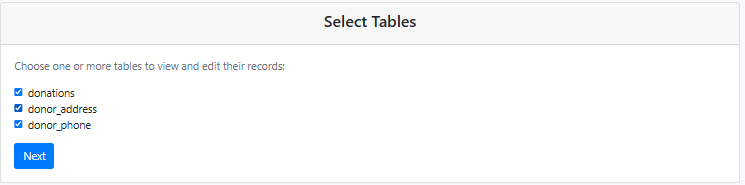 Select Tables
Choose one or more tables to view and edit their records:
donations
donor_address
donor_phone
Next